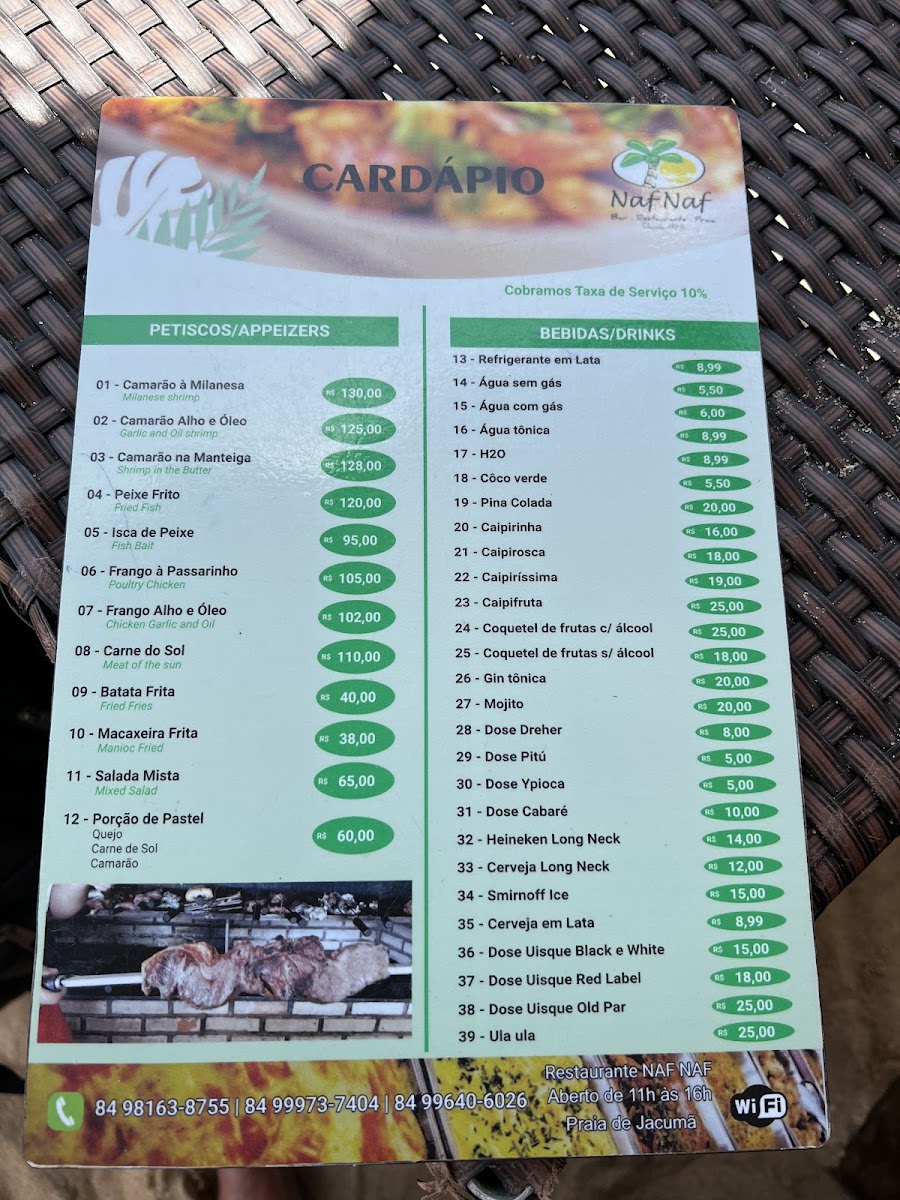 CARDÁPIO
Naf Naf
Bar - Restaurante - Praia
Cobramos Taxa de Serviço 10%
PETISCOS/APPEIZERS
01 - Camarão à Milanesa R$ 130,00
Milanese shrimp
02 - Camarão Alho e Óleo R$ 125,00
Garlic and Oil shrimp
03 - Camarão na Manteiga R$ 128,00
Shrimp in the Butter
04 - Peixe Frito R$ 120,00
Fried Fish
05 - Isca de Peixe R$ 95,00
Fish Bait
06 - Frango à Passarinho R$ 105,00
Poultry Chicken
07 - Frango Alho e Óleo R$ 102,00
Chicken Garlic and Oil
08 - Carne do Sol R$ 110,00
Meat of the sun
09 - Batata Frita R$ 40,00
Fried Fries
10 - Macaxeira Frita R$ 38,00
Manioc Fried
11 - Salada Mista R$ 65,00
Mixed Salad
12 - Porção de Pastel R$ 60,00
Quejo
Carne de Sol
Camarão
BEBIDAS/DRINKS
13 - Refrigerante em Lata R$ 8,99
14 - Água sem gás R$ 5,50
15 - Água com gás R$ 6,00
16 - Água tônica R$ 8,99
17 - H2O R$ 8,99
18 - Côco verde R$ 5,50
19 - Pina Colada R$ 20,00
20 - Caipirinha R$ 16,00
21 - Caipirosca R$ 18,00
22 - Caipiríssima R$ 19,00
23 - Caipifruta R$ 25,00
24 - Coquetel de frutas c/ álcool R$ 25,00
25 - Coquetel de frutas s/ álcool R$ 18,00
26 - Gin tônica R$ 20,00
27 - Mojito R$ 20,00
28 - Dose Dreher R$ 8,00
29 - Dose Pitú R$ 5,00
30 - Dose Ypioca R$ 5,00
31 - Dose Cabaré R$ 10,00
32 - Heineken Long Neck R$ 14,00
33 - Cerveja Long Neck R$ 12,00
34 - Smirnoff Ice R$ 15,00
35 - Cerveja em Lata R$ 8,99
36 - Dose Uisque Black e White R$ 15,00
37 - Dose Uisque Red Label R$ 18,00
38 - Dose Uisque Old Par R$ 25,00
39 - Ula ula R$ 25,00
84 98163-8755 | 84 99973-7404 | 84 99640-6026
Restaurante NAF NAF
Aberto de 11h às 16h
Praia de Jacumã
Wi Fi